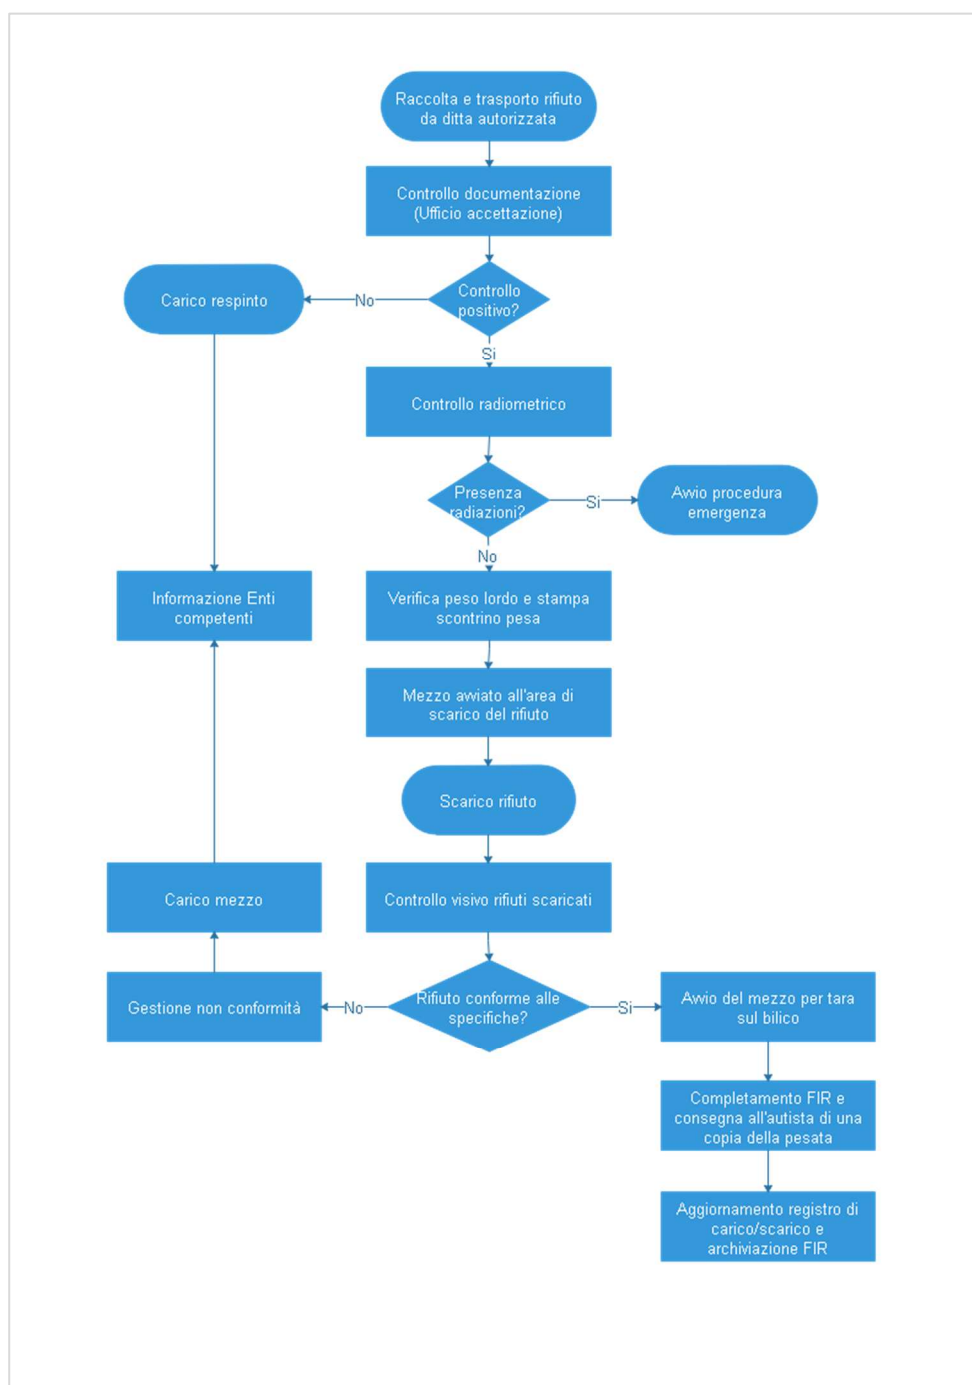 Raccolta e trasporto rifiuto
da ditta autorizzata
Controllo documentazione
(Ufficio accettazione)
Controllo
positivo?
No
Carico respinto
Si
Controllo radiometrico
Presenza
radiazioni?
Si
Avvio procedura
emergenza
No
Informazione Enti
competenti
Verifica peso lordo e stampa
scontrino pesa
Mezzo avviato all'area di
scarico del rifiuto
Scarico rifiuto
Carico mezzo
Controllo visivo rifiuti scaricati
Gestione non conformità
No
Rifiuto conforme alle
specifiche?
Si
Avvio del mezzo per tara
sul bilico
Completamento FIR e
consegna all'autista di una
copia della pesata
Aggiornamento registro di
carico/scarico e
archiviazione FIR